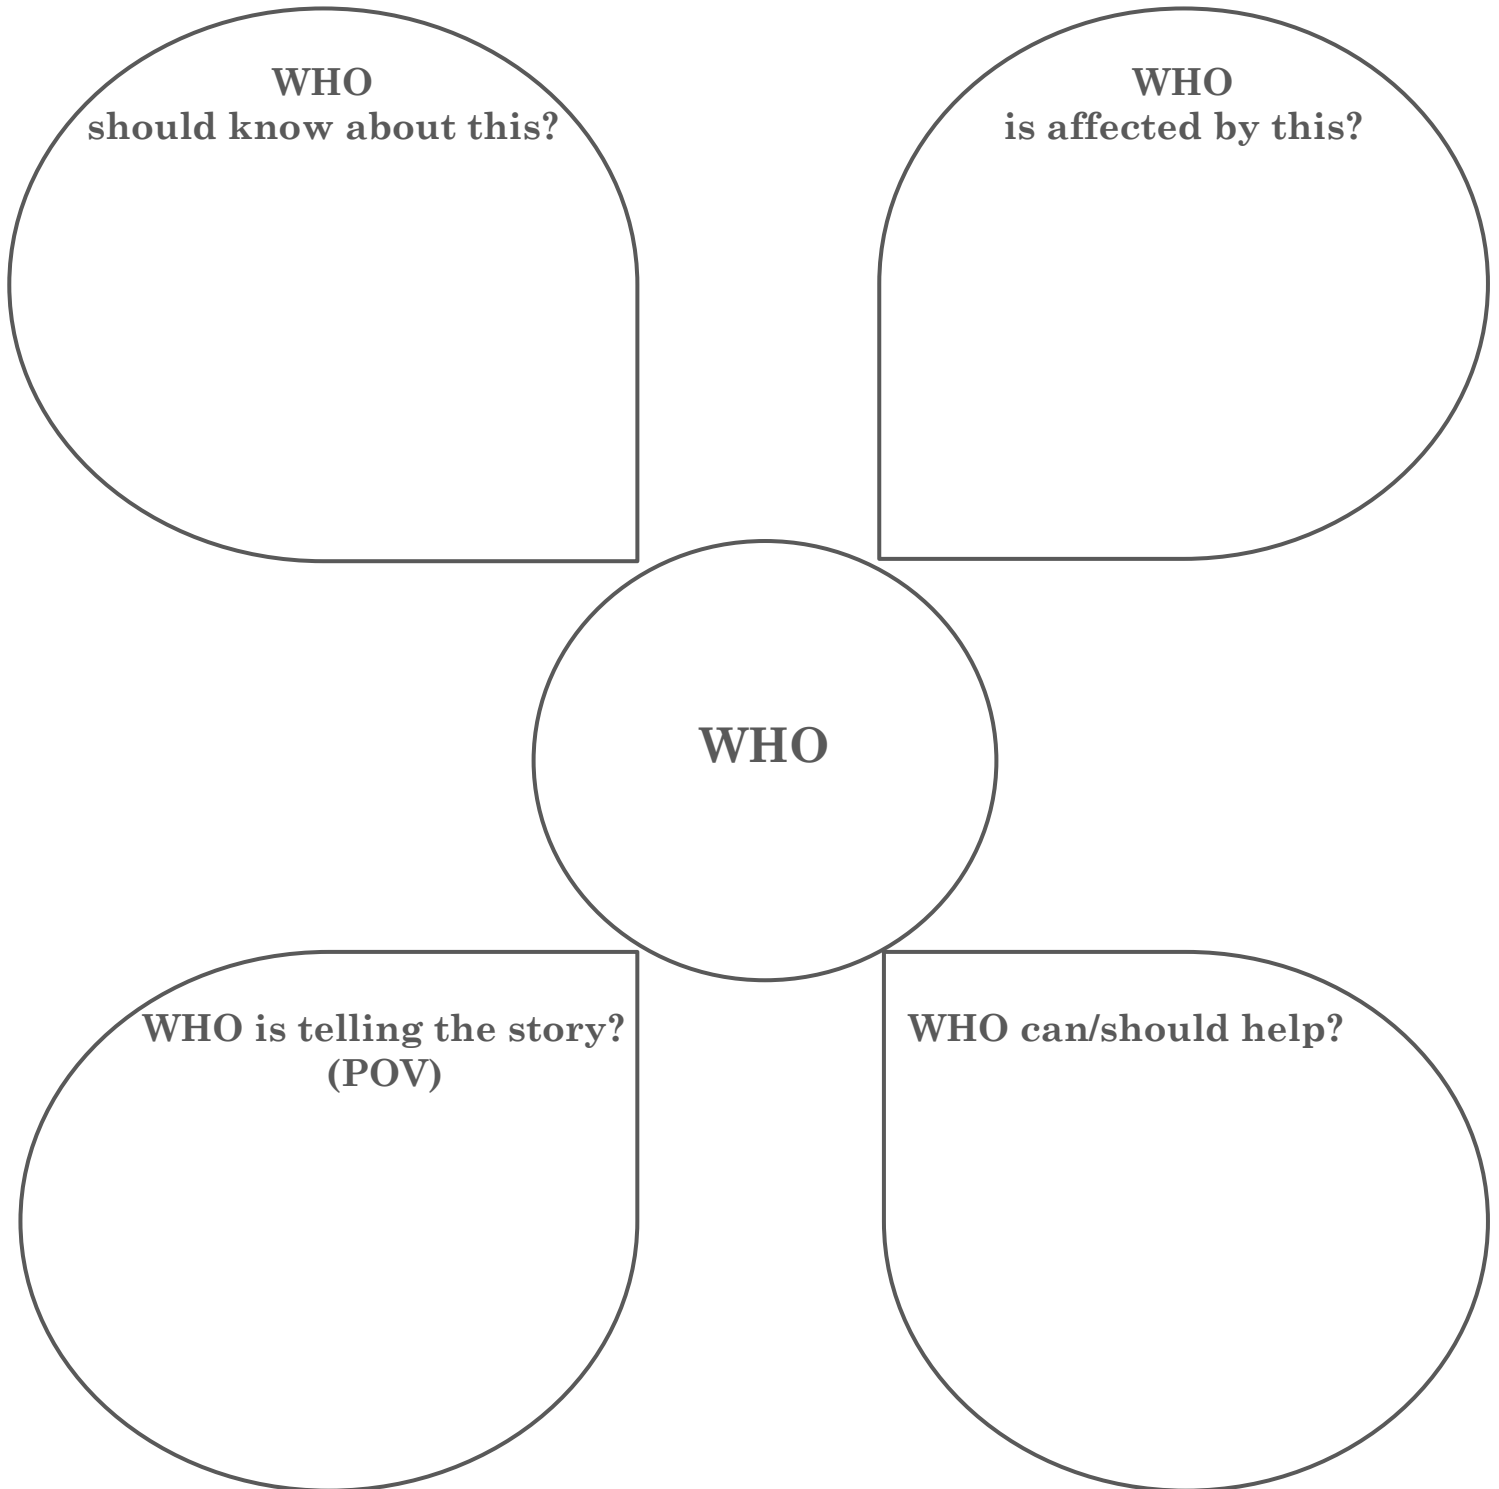 WHO
should know about this?
WHO
is affected by this?
WHO
WHO is telling the story?
(POV)
WHO can/should help?